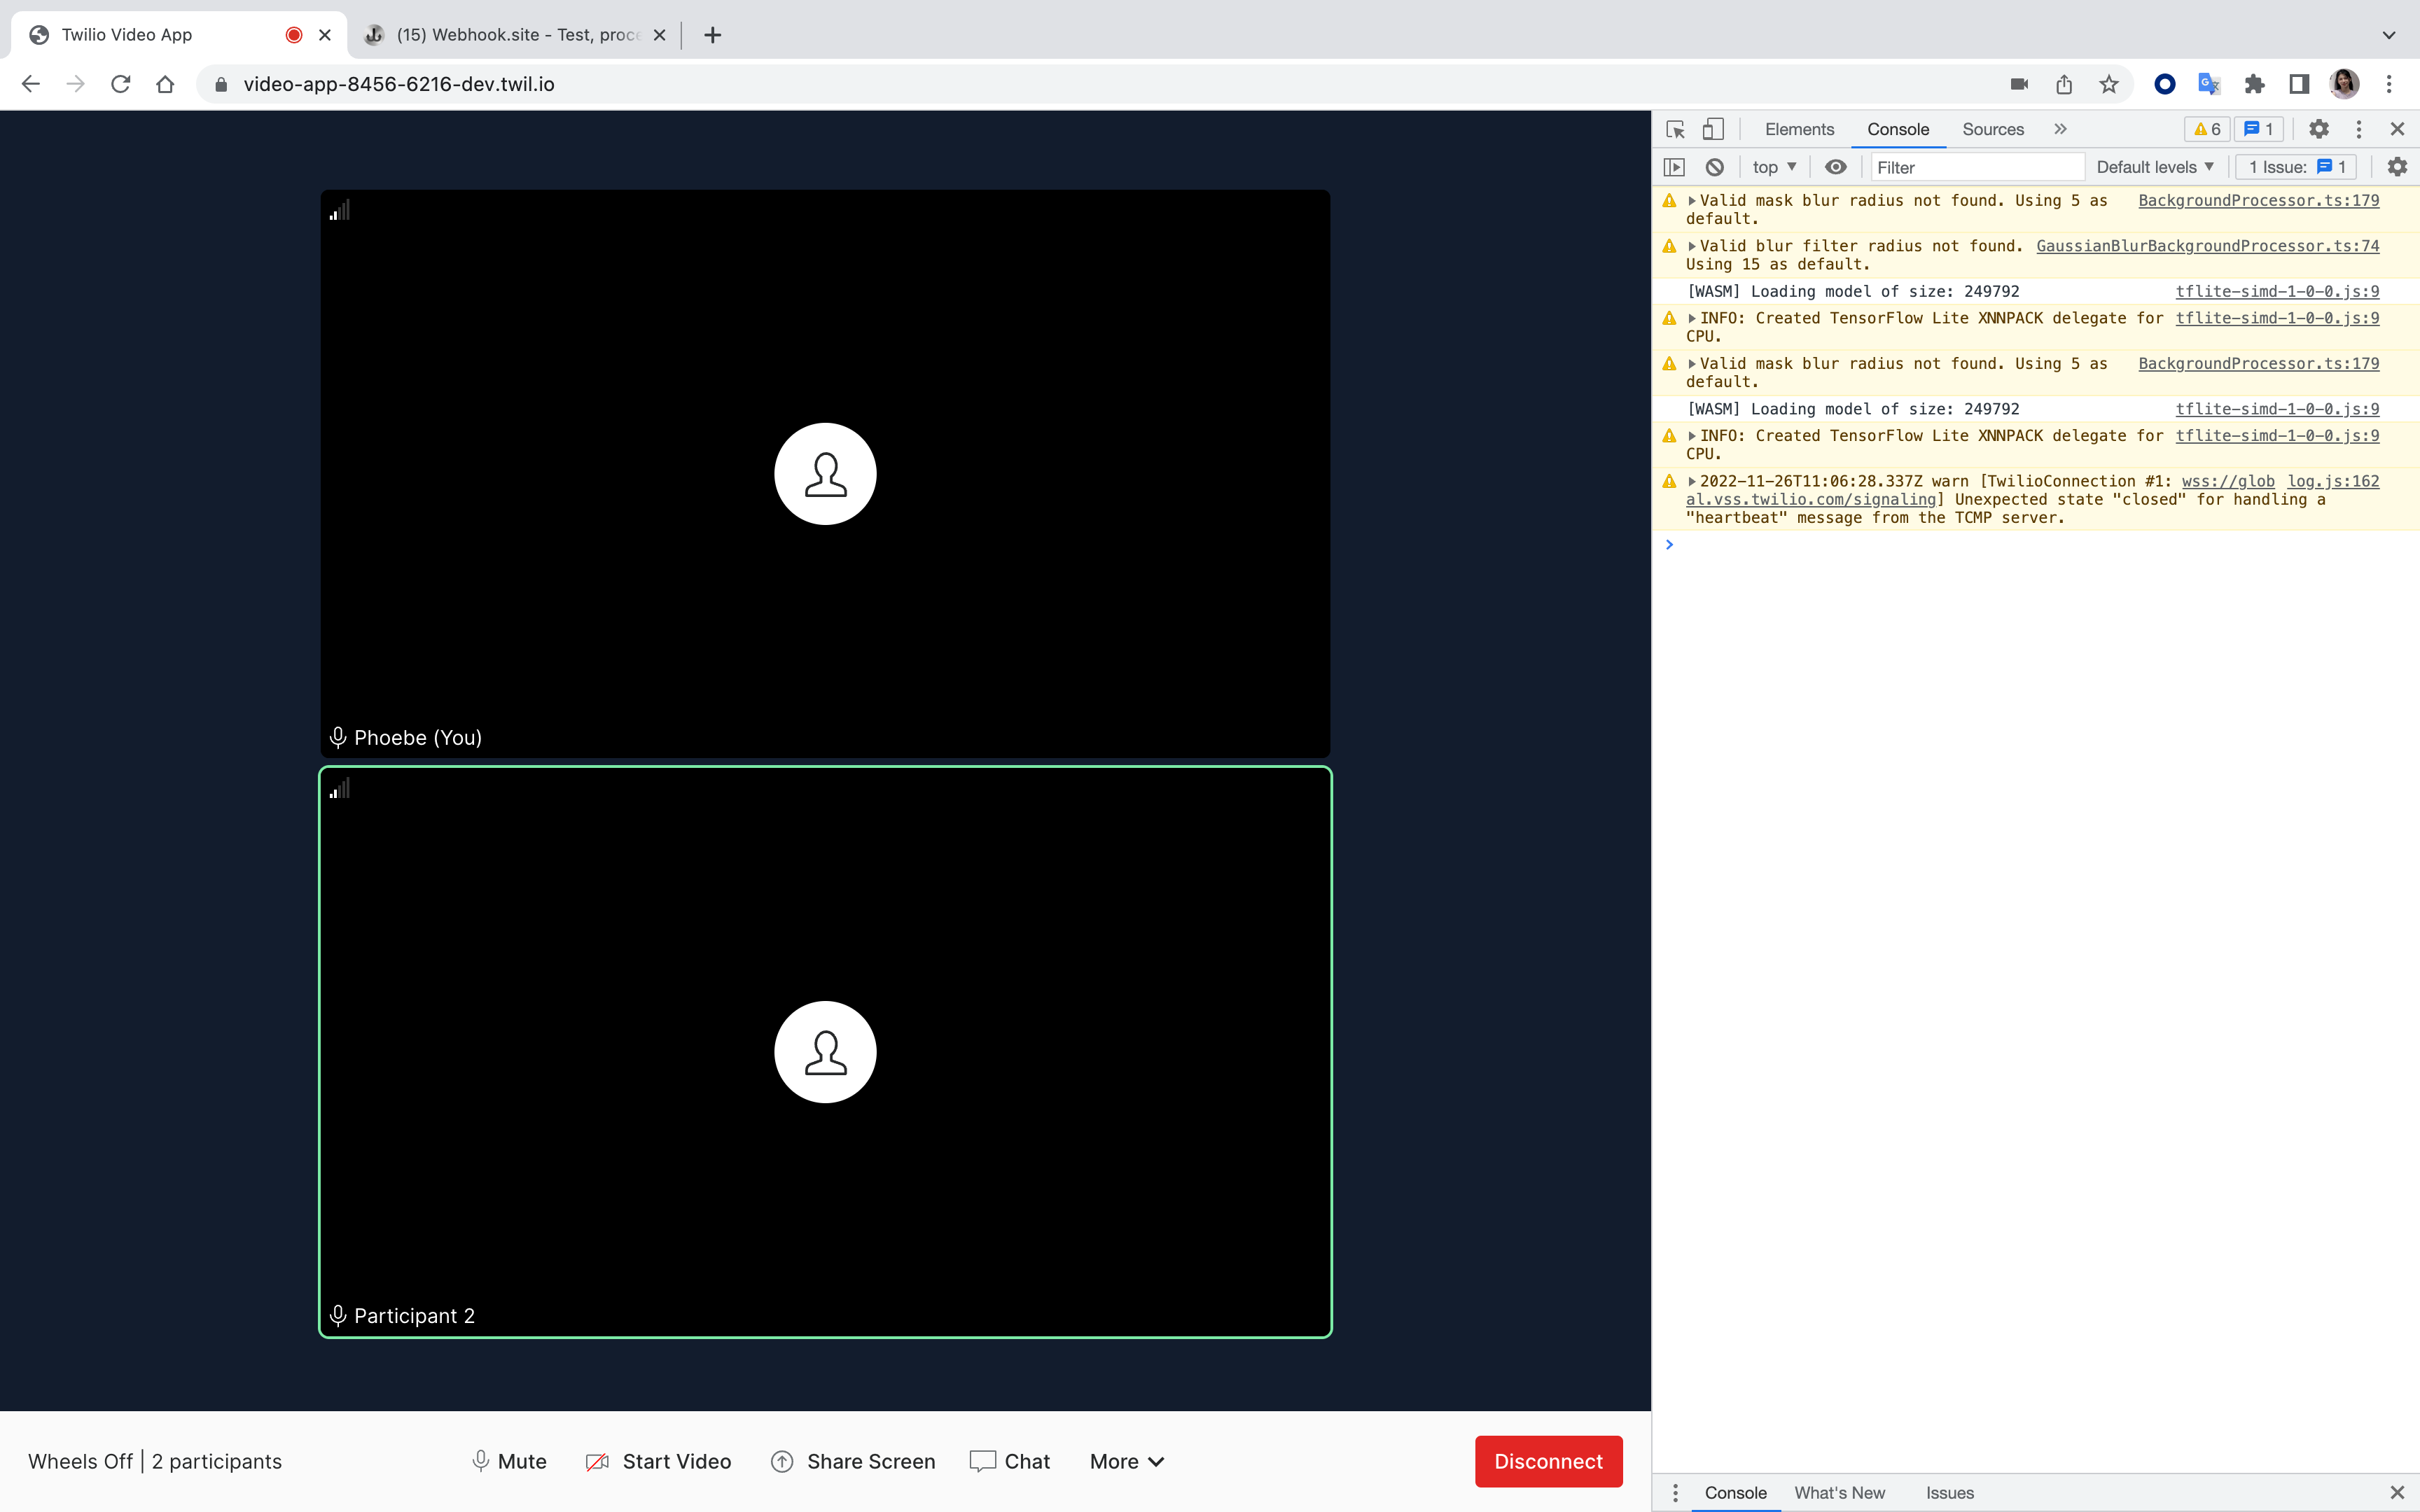 Twilio Video App
(15) Webhook.site - Test, proce
video-app-8456-6216-dev.twil.io
Phoebe (You)
Participant 2
Wheels Off | 2 participants
Mute
Start Video
Share Screen
Chat
More
Disconnect
Elements
Console
Sources
6
1
top
Filter
Default levels
1 Issue:
1
Valid mask blur radius not found. Using 5 as BackgroundProcessor.ts:179
default.
Valid blur filter radius not found. GaussianBlurBackgroundProcessor.ts:74
Using 15 as default.
[WASM] Loading model of size: 249792 tflite-simd-1-0-0.js:9
INFO: Created TensorFlow Lite XNNPACK delegate for tflite-simd-1-0-0.js:9
CPU.
Valid mask blur radius not found. Using 5 as BackgroundProcessor.ts:179
default.
[WASM] Loading model of size: 249792 tflite-simd-1-0-0.js:9
INFO: Created TensorFlow Lite XNNPACK delegate for tflite-simd-1-0-0.js:9
CPU.
2022-11-26T11:06:28.337Z warn [TwilioConnection #1: wss://glob log.js:162
al.vss.twilio.com/signaling] Unexpected state "closed" for handling a
"heartbeat" message from the TCMP server.
Console
What's New
Issues